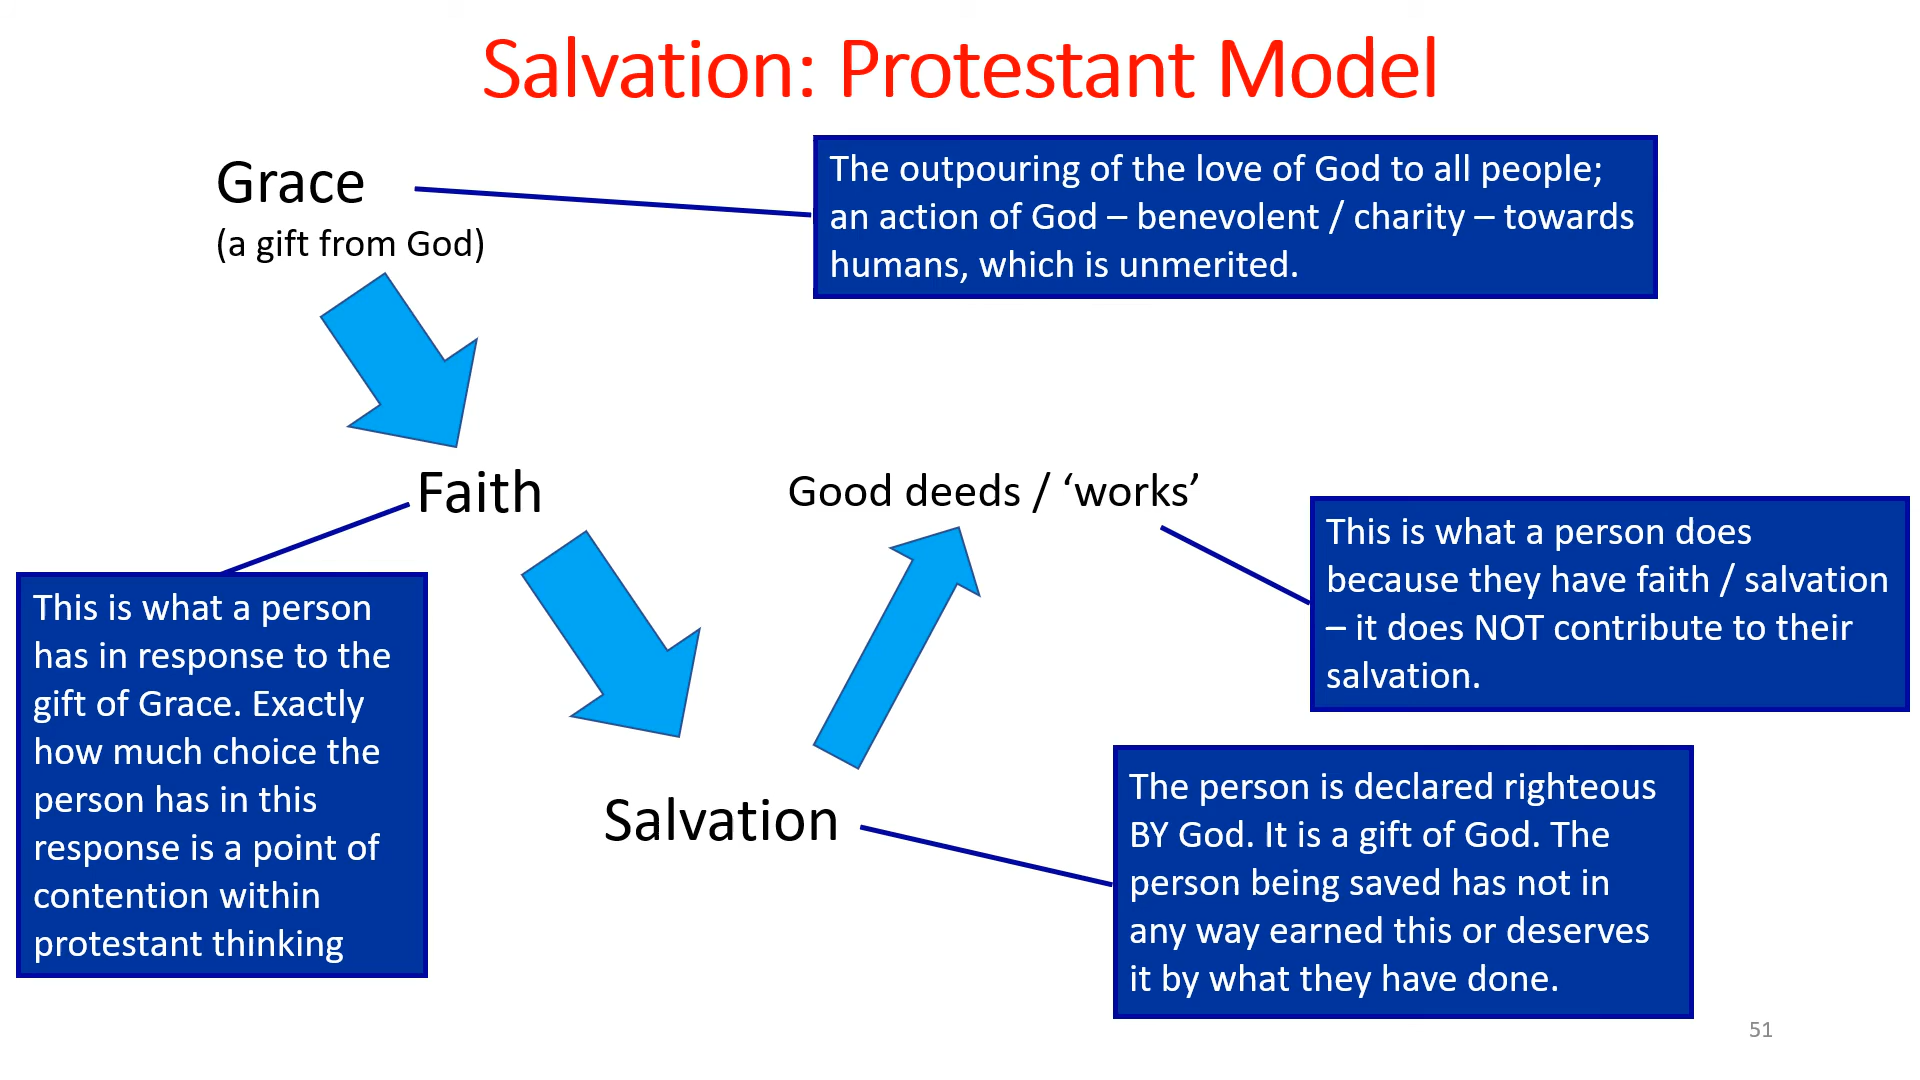 Salvation: Protestant Model
Grace
(a gift from God)
The outpouring of the love of God to all people;
an action of God – benevolent / charity – towards
humans, which is unmerited.
Faith
Good deeds / ‘works’
This is what a person does
because they have faith / salvation
– it does NOT contribute to their
salvation.
This is what a person
has in response to the
gift of Grace. Exactly
how much choice the
person has in this
response is a point of
contention within
protestant thinking
Salvation
The person is declared righteous
BY God. It is a gift of God. The
person being saved has not in
any way earned this or deserves
it by what they have done.
51